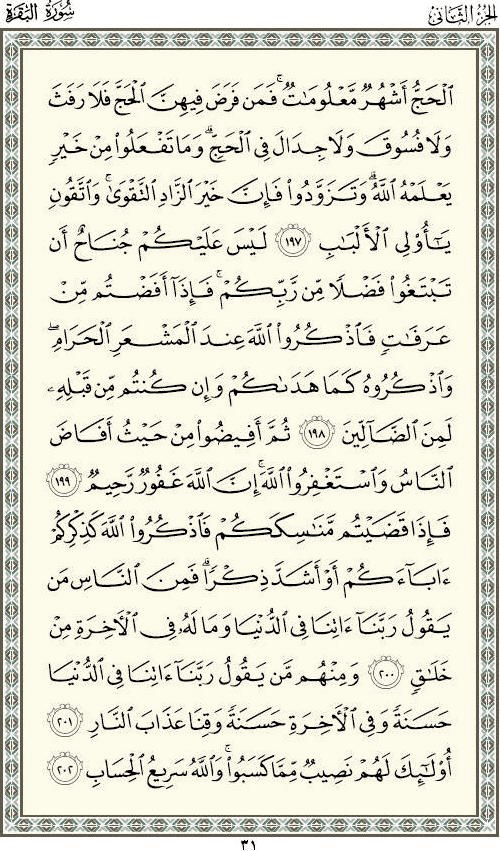 الجزء الثاني
سورة البقرة
ٱلْحَجُّ أَشْهُرٌ مَّعْلُومَٰتٌ ۚ فَمَن فَرَضَ فِيهِنَّ ٱلْحَجَّ فَلَا رَفَثَ
وَلَا فُسُوقَ وَلَا جِدَالَ فِى ٱلْحَجِّ ۗ وَمَا تَفْعَلُوا۟ مِنْ خَيْرٍ
يَعْلَمْهُ ٱللَّهُ ۗ وَتَزَوَّدُوا۟ فَإِنَّ خَيْرَ ٱلزَّادِ ٱلتَّقْوَىٰ ۚ وَٱتَّقُونِ
يَٰٓأُو۟لِى ٱلْأَلْبَٰبِ ١٩٧ لَيْسَ عَلَيْكُمْ جُنَاحٌ أَن
تَبْتَغُوا۟ فَضْلًا مِّن رَّبِّكُمْ ۚ فَإِذَآ أَفَضْتُم مِّنْ
عَرَفَٰتٍ فَٱذْكُرُوا۟ ٱللَّهَ عِندَ ٱلْمَشْعَرِ ٱلْحَرَامِ ۖ
وَٱذْكُرُوهُ كَمَا هَدَىٰكُمْ وَإِن كُنتُم مِّن قَبْلِهِۦ
لَمِنَ ٱلضَّآلِّينَ ١٩٨ ثُمَّ أَفِيضُوا۟ مِنْ حَيْثُ أَفَاضَ
ٱلنَّاسُ وَٱسْتَغْفِرُوا۟ ٱللَّهَ ۚ إِنَّ ٱللَّهَ غَفُورٌ رَّحِيمٌ ١٩٩
فَإِذَا قَضَيْتُم مَّنَٰسِكَكُمْ فَٱذْكُرُوا۟ ٱللَّهَ كَذِكْرِكُمْ
ءَابَآءَكُمْ أَوْ أَشَدَّ ذِكْرًا ۗ فَمِنَ ٱلنَّاسِ مَن
يَقُولُ رَبَّنَآ ءَاتِنَا فِى ٱلدُّنْيَا وَمَا لَهُۥ فِى ٱلْءَاخِرَةِ مِنْ
خَلَٰقٍ ٢٠٠ وَمِنْهُم مَّن يَقُولُ رَبَّنَآ ءَاتِنَا فِى ٱلدُّنْيَا
حَسَنَةً وَفِى ٱلْءَاخِرَةِ حَسَنَةً وَقِنَا عَذَابَ ٱلنَّارِ ٢٠١
أُو۟لَٰٓئِكَ لَهُمْ نَصِيبٌ مِّمَّا كَسَبُوا۟ ۚ وَٱللَّهُ سَرِيعُ ٱلْحِسَابِ ٢٠٢
٣١